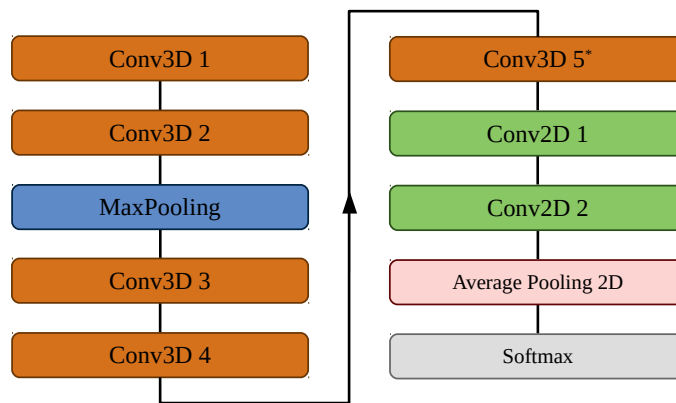 Conv3D 1
Conv3D 2
MaxPooling
Conv3D 3
Conv3D 4
Conv3D 5*
Conv2D 1
Conv2D 2
Average Pooling 2D
Softmax